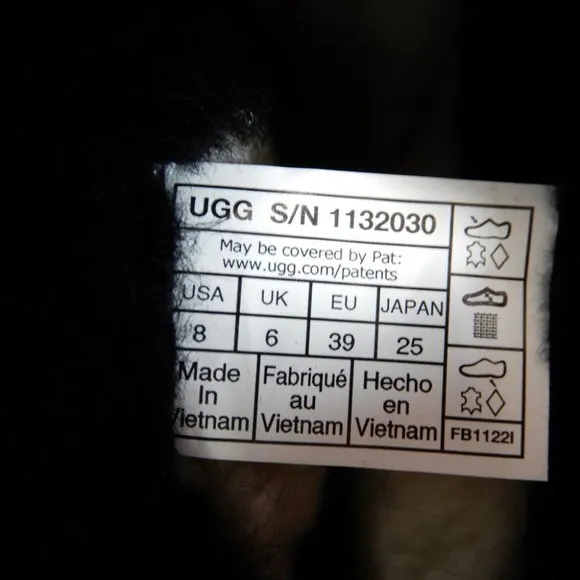 UGG S/N 1132030
May be covered by Pat:
www.ugg.com/patents
USA UK EU JAPAN
8 6 39 25
Made In Vietnam
Fabriqué au Vietnam
Hecho en Vietnam
FB1122I